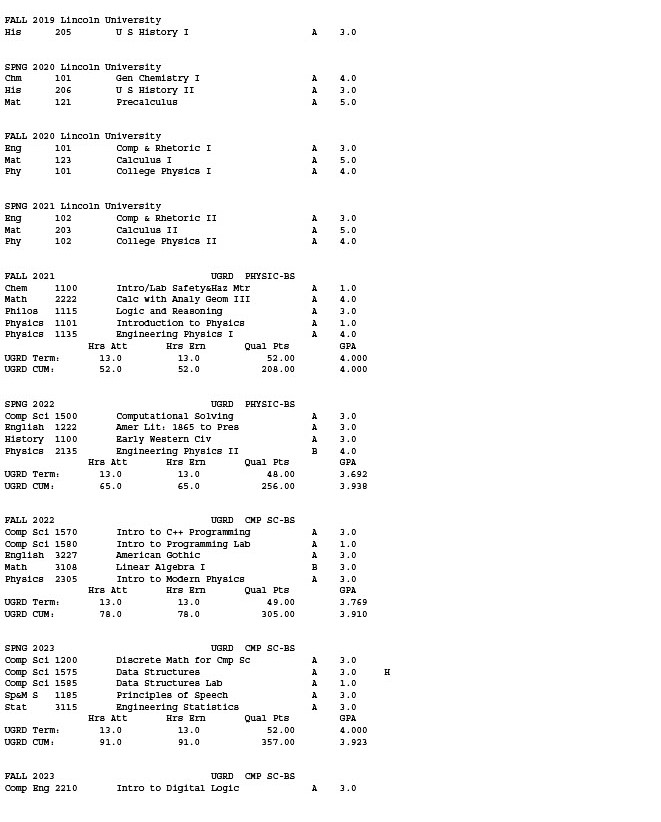 FALL 2019 Lincoln University
His 205 U S History I A 3.0
SPNG 2020 Lincoln University
Chm 101 Gen Chemistry I A 4.0
His 206 U S History II A 3.0
Mat 121 Precalculus A 5.0
FALL 2020 Lincoln University
Eng 101 Comp & Rhetoric I A 3.0
Mat 123 Calculus I A 5.0
Phy 101 College Physics I A 4.0
SPNG 2021 Lincoln University
Eng 102 Comp & Rhetoric II A 3.0
Mat 203 Calculus II A 5.0
Phy 102 College Physics II A 4.0
FALL 2021 UGRD PHYSIC-BS
Chem 1100 Intro/Lab Safety&Haz Mtr A 1.0
Math 2222 Calc with Analy Geom III A 4.0
Philos 1115 Logic and Reasoning A 3.0
Physics 1101 Introduction to Physics A 1.0
Physics 1135 Engineering Physics I A 4.0
Hrs Att Hrs Ern Qual Pts GPA
UGRD Term: 13.0 13.0 52.00 4.000
UGRD CUM: 52.0 52.0 208.00 4.000
SPNG 2022 UGRD PHYSIC-BS
Comp Sci 1500 Computational Solving A 3.0
English 1222 Amer Lit: 1865 to Pres A 3.0
History 1100 Early Western Civ A 3.0
Physics 2135 Engineering Physics II B 4.0
Hrs Att Hrs Ern Qual Pts GPA
UGRD Term: 13.0 13.0 48.00 3.692
UGRD CUM: 65.0 65.0 256.00 3.938
FALL 2022 UGRD CMP SC-BS
Comp Sci 1570 Intro to C++ Programming A 3.0
Comp Sci 1580 Intro to Programming Lab A 1.0
English 3227 American Gothic A 3.0
Math 3108 Linear Algebra I B 3.0
Physics 2305 Intro to Modern Physics A 3.0
Hrs Att Hrs Ern Qual Pts GPA
UGRD Term: 13.0 13.0 49.00 3.769
UGRD CUM: 78.0 78.0 305.00 3.910
SPNG 2023 UGRD CMP SC-BS
Comp Sci 1200 Discrete Math for Cmp Sc A 3.0
Comp Sci 1575 Data Structures A 3.0 H
Comp Sci 1585 Data Structures Lab A 1.0
Sp&M S 1185 Principles of Speech A 3.0
Stat 3115 Engineering Statistics A 3.0
Hrs Att Hrs Ern Qual Pts GPA
UGRD Term: 13.0 13.0 52.00 4.000
UGRD CUM: 91.0 91.0 357.00 3.923
FALL 2023 UGRD CMP SC-BS
Comp Eng 2210 Intro to Digital Logic A 3.0